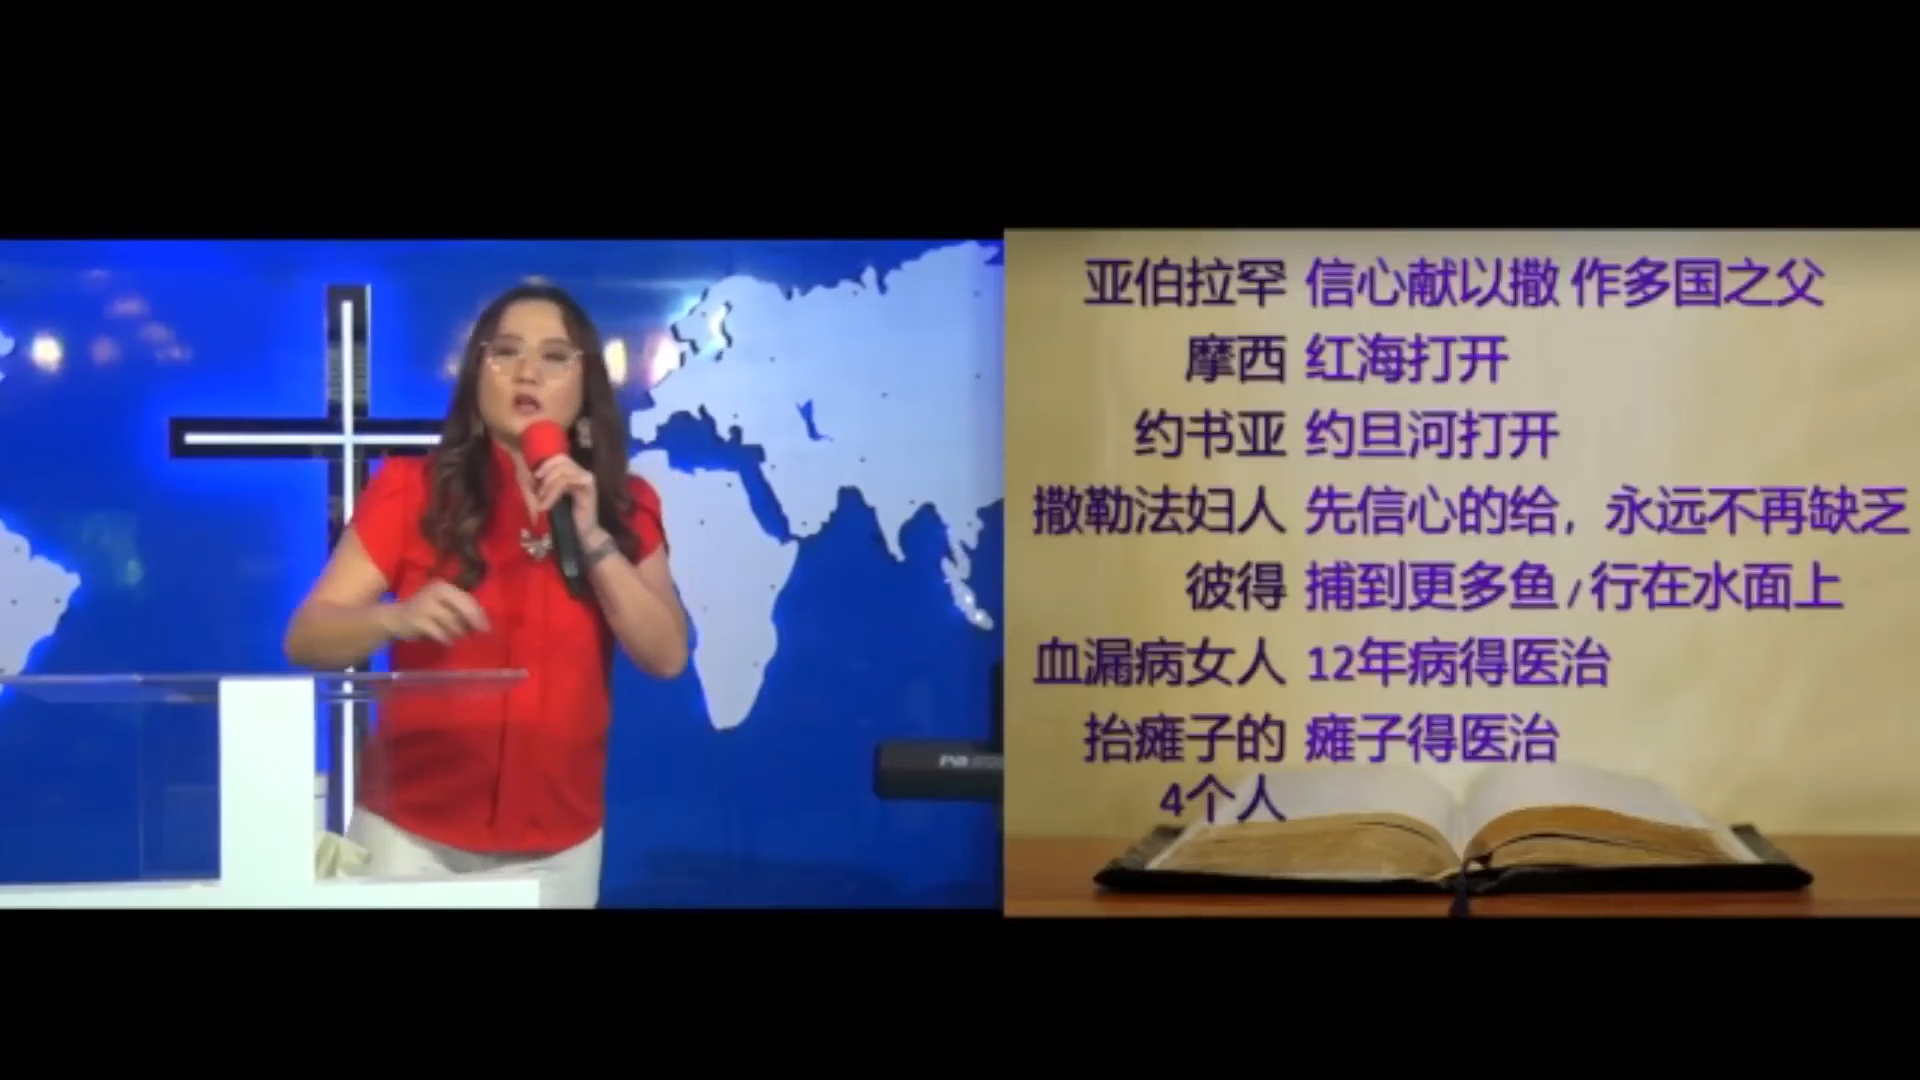 亚伯拉罕 信心献以撒 作多国之父
摩西 红海打开
约书亚 约旦河打开
撒勒法妇人 先信心的给，永远不再缺乏
彼得 捕到更多鱼 / 行在水面上
血漏病女人 12年病得医治
抬瘫子的 瘫子得医治
4个人